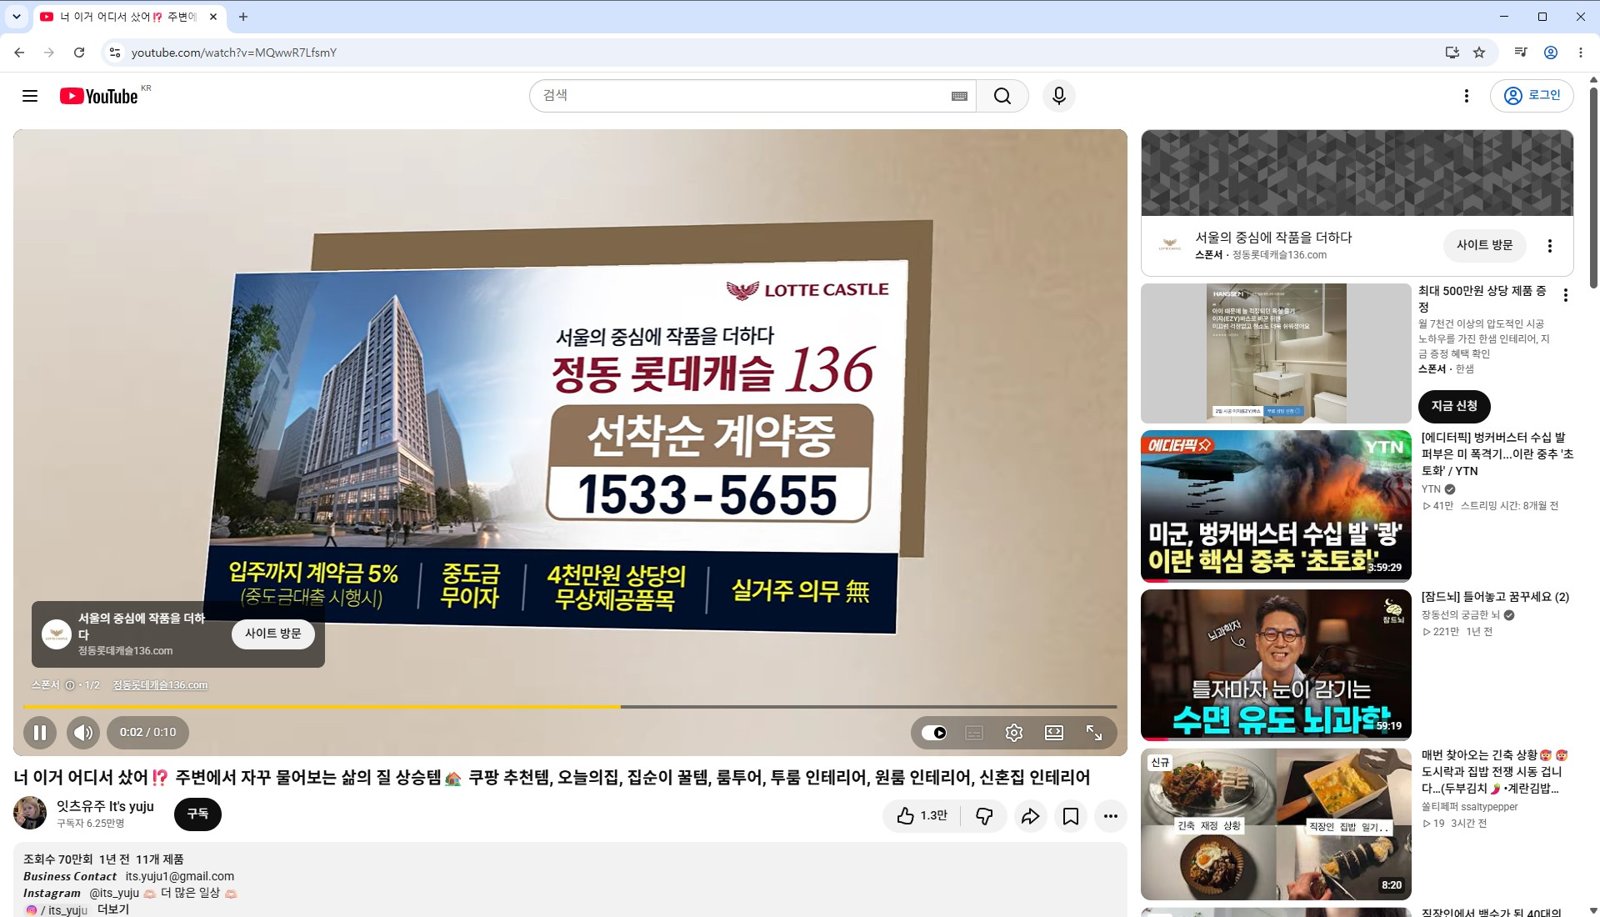 너 이거 어디서 샀어⁉️ 주변에
youtube.com/watch?v=MQwwR7LfsmY
YouTube KR
검색
로그인
LOTTE CASTLE
서울의 중심에 작품을 더하다
정동 롯데캐슬 136
선착순 계약중
1533-5655
입주까지 계약금 5%
(중도금대출 시행시)
중도금
무이자
4천만원 상당의
무상제공품목
실거주 의무 無
서울의 중심에 작품을 더하
다
정동롯데캐슬136.com
사이트 방문
스폰서 · 1/2 정동롯데캐슬136.com
0:02 / 0:10
너 이거 어디서 샀어⁉️ 주변에서 자꾸 물어보는 삶의 질 상승템🏠 쿠팡 추천템, 오늘의집, 집순이 꿀템, 룸투어, 투룸 인테리어, 원룸 인테리어, 신혼집 인테리어
잇츠유주 It's yuju
구독자 6.25만명
구독
1.3만
조회수 70만회 1년 전 11개 제품
Business Contact its.yuju1@gmail.com
Instagram @its_yuju 🫶🏻 더 많은 일상 🫶🏻
/ its_yuju 더보기
서울의 중심에 작품을 더하다
스폰서 · 정동롯데캐슬136.com
사이트 방문
HANSSEM
최대 500만원 상당 제품 증
정
월 7천건 이상의 압도적인 시공
노하우를 가진 한샘 인테리어, 지
금 증정 혜택 확인
스폰서 · 한샘
지금 신청
에디터픽
YTN
미군, 벙커버스터 수십 발 '쾅'
이란 핵심 중추 '초토화'
3:59:29
[에디터픽] 벙커버스터 수십 발
퍼부은 미 폭격기...이란 중추 '초
토화' / YTN
YTN
41만 스트리밍 시간: 8개월 전
뇌과학자
잠드뇌
틀자마자 눈이 감기는
수면 유도 뇌과학
59:19
[잠드뇌] 틀어놓고 꿈꾸세요 (2)
장동선의 궁금한 뇌
221만 1년 전
신규
긴축 재정 상황
직장인 집밥 일기..
8:20
매번 찾아오는 긴축 상황🥵🥵
도시락과 집밥 전쟁 시동 겁니
다...(두부김치🌶️•계란김밥...
쏠티페퍼 ssaltypepper
19 3시간 전
직장인에서 백수가 된 40대의